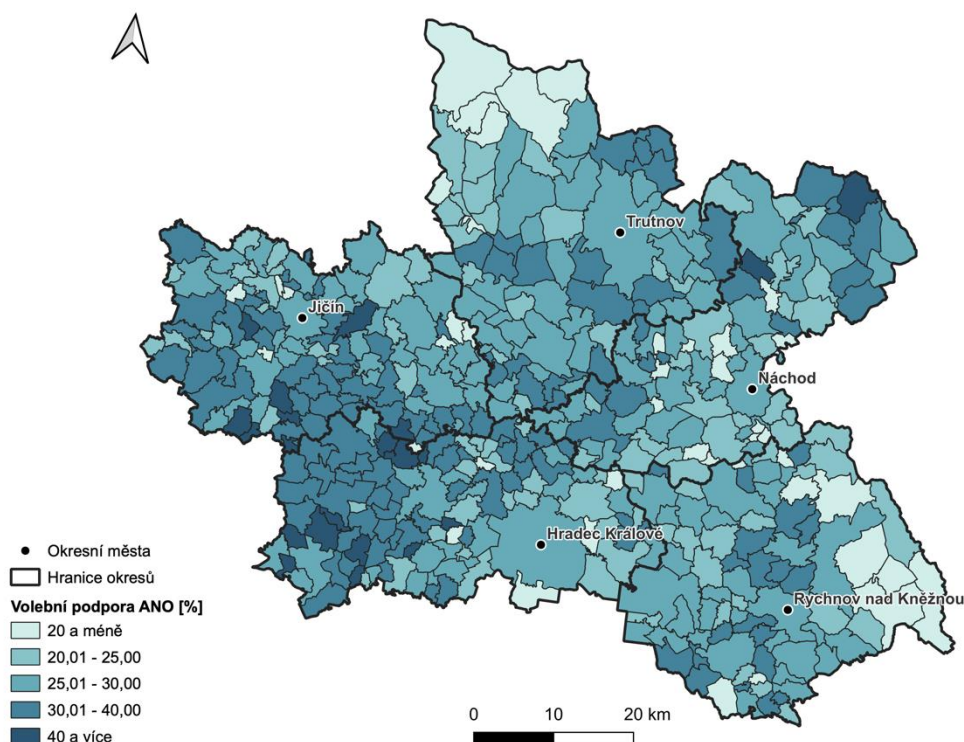 Trutnov
Jičín
Náchod
Hradec Králové
Rychnov nad Kněžnou
Okresní města
Hranice okresů
Volební podpora ANO [%]
20 a méně
20,01 - 25,00
25,01 - 30,00
30,01 - 40,00
40 a více
0 10 20 km